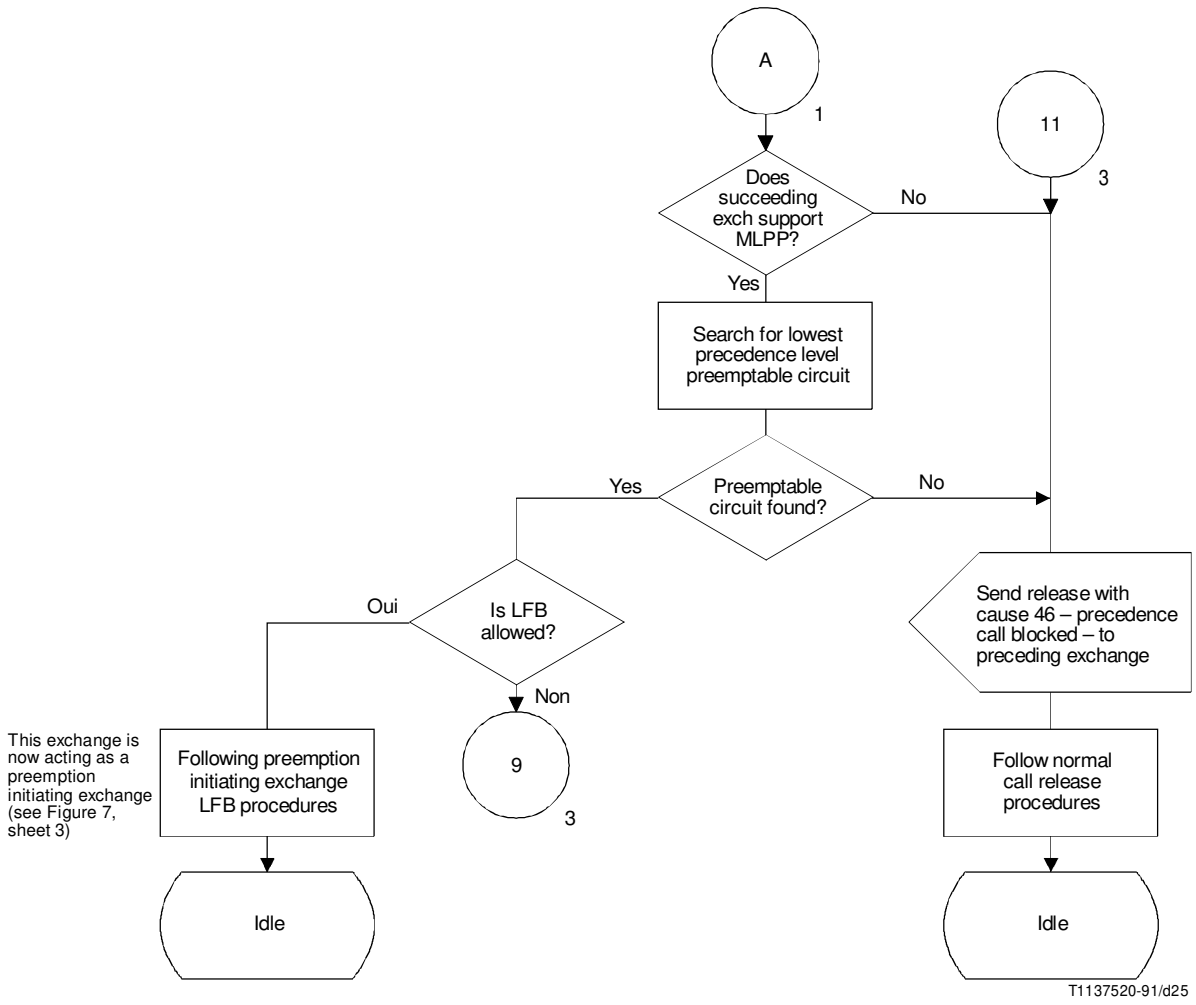 A
1
11
3
Does
succeeding
exch support
MLPP?
No
Yes
Search for lowest
precedence level
preemptable circuit
Yes
Preemptable
circuit found?
No
Oui
Is LFB
allowed?
Non
Send release with
cause 46 – precedence
call blocked – to
preceding exchange
This exchange is
now acting as a
preemption
initiating exchange
(see Figure 7,
sheet 3)
Following preemption
initiating exchange
LFB procedures
9
3
Follow normal
call release
procedures
Idle
Idle
T1137520-91/d25